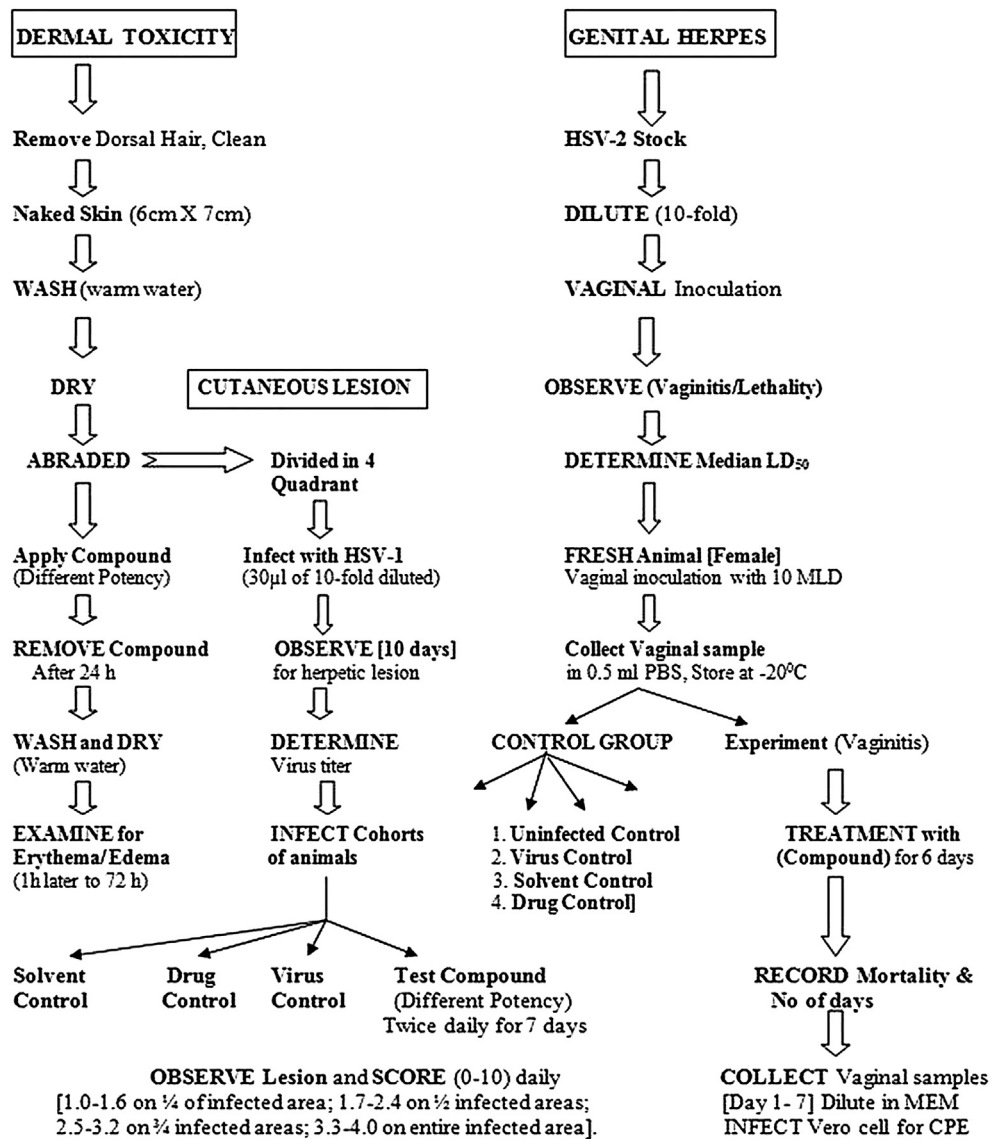 DERMAL TOXICITY
Remove Dorsal Hair, Clean
Naked Skin (6cm X 7cm)
WASH (warm water)
DRY
ABRADED
Apply Compound
(Different Potency)
REMOVE Compound
After 24 h
WASH and DRY
(Warm water)
EXAMINE for
Erythema/Edema
(1h later to 72 h)
CUTANEOUS LESION
Divided in 4
Quadrant
Infect with HSV-1
(30µl of 10-fold diluted)
OBSERVE [10 days]
for herpetic lesion
DETERMINE
Virus titer
INFECT Cohorts
of animals
Solvent
Control
Drug
Control
Virus
Control
Test Compound
(Different Potency)
Twice daily for 7 days
OBSERVE Lesion and SCORE (0-10) daily
[1.0-1.6 on ¼ of infected area; 1.7-2.4 on ½ infected areas;
2.5-3.2 on ¾ infected areas; 3.3-4.0 on entire infected area].
GENITAL HERPES
HSV-2 Stock
DILUTE (10-fold)
VAGINAL Inoculation
OBSERVE (Vaginitis/Lethality)
DETERMINE Median LD₅₀
FRESH Animal [Female]
Vaginal inoculation with 10 MLD
Collect Vaginal sample
in 0.5 ml PBS, Store at -20⁰C
CONTROL GROUP
1. Uninfected Control
2. Virus Control
3. Solvent Control
4. Drug Control]
Experiment (Vaginitis)
TREATMENT with
(Compound) for 6 days
RECORD Mortality &
No of days
COLLECT Vaginal samples
[Day 1- 7] Dilute in MEM
INFECT Vero cell for CPE